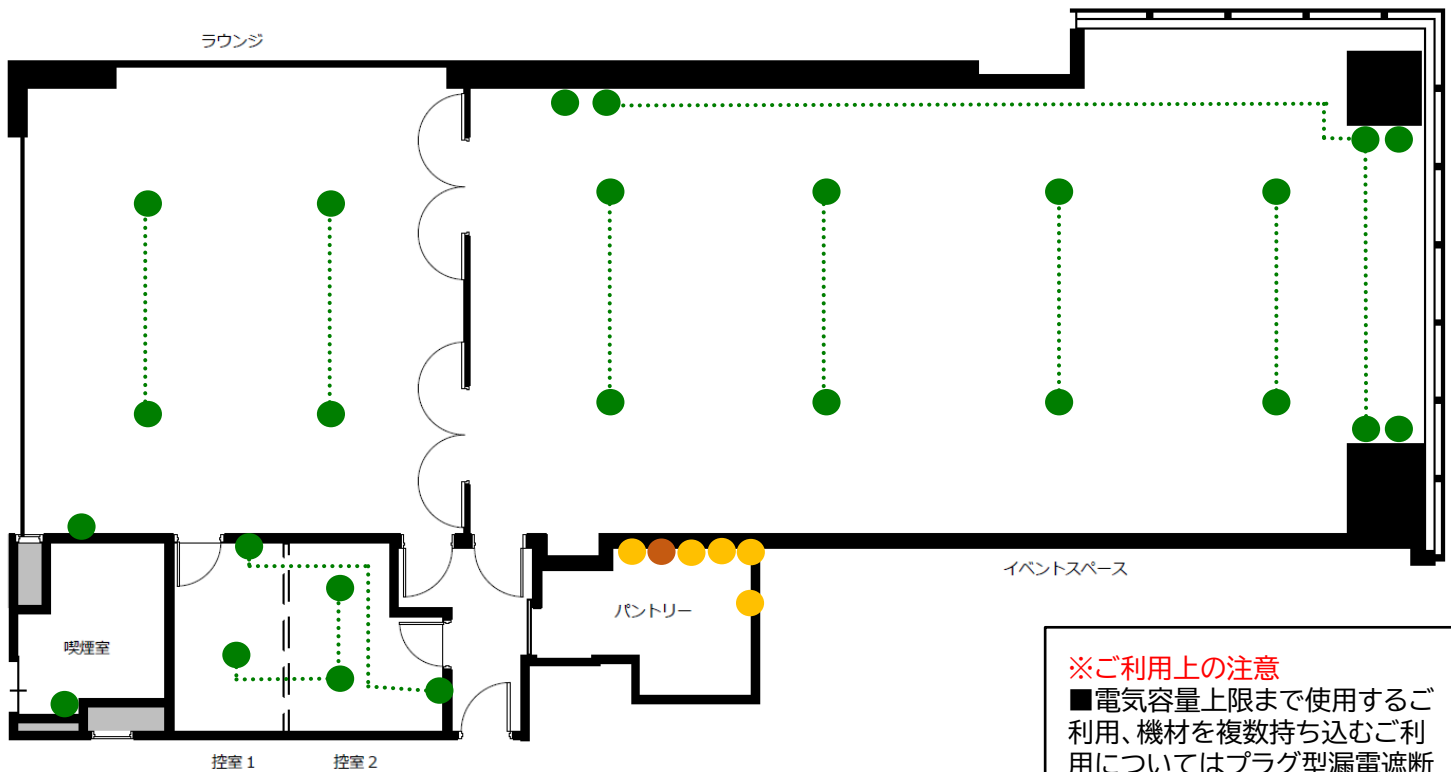 ラウンジ
イベントスペース
パントリー
喫煙室
控室1
控室2
※ご利用上の注意
■電気容量上限まで使用するご
利用、機材を複数持ち込むご利
用についてはプラグ型漏電遮断